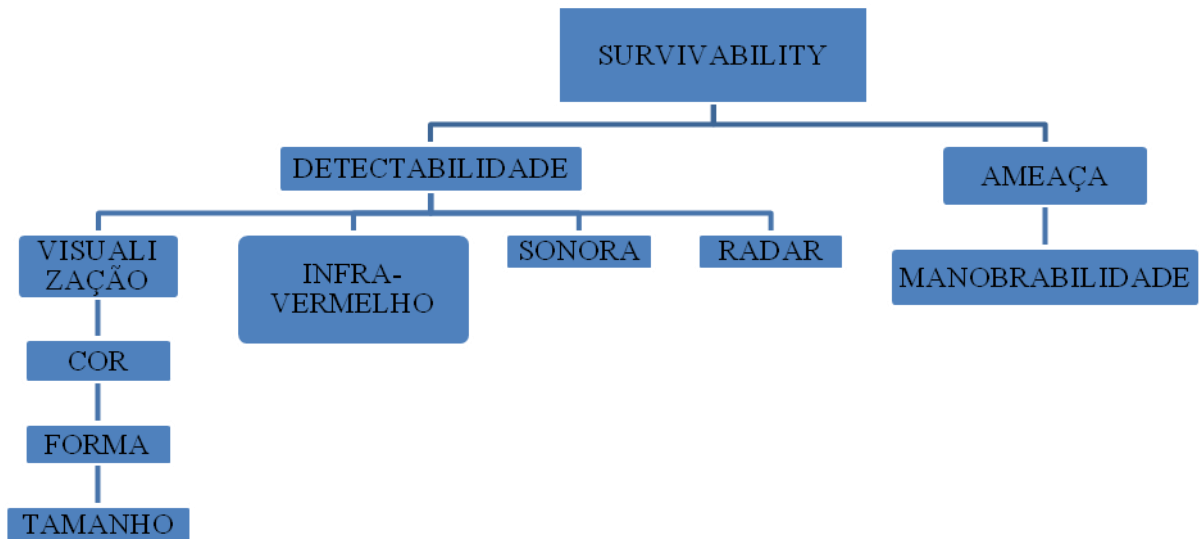 SURVIVABILITY
DETECTABILIDADE
AMEAÇA
VISUALI
ZAÇÃO
INFRA-
VERMELHO
SONORA
RADAR
MANOBRABILIDADE
COR
FORMA
TAMANHO